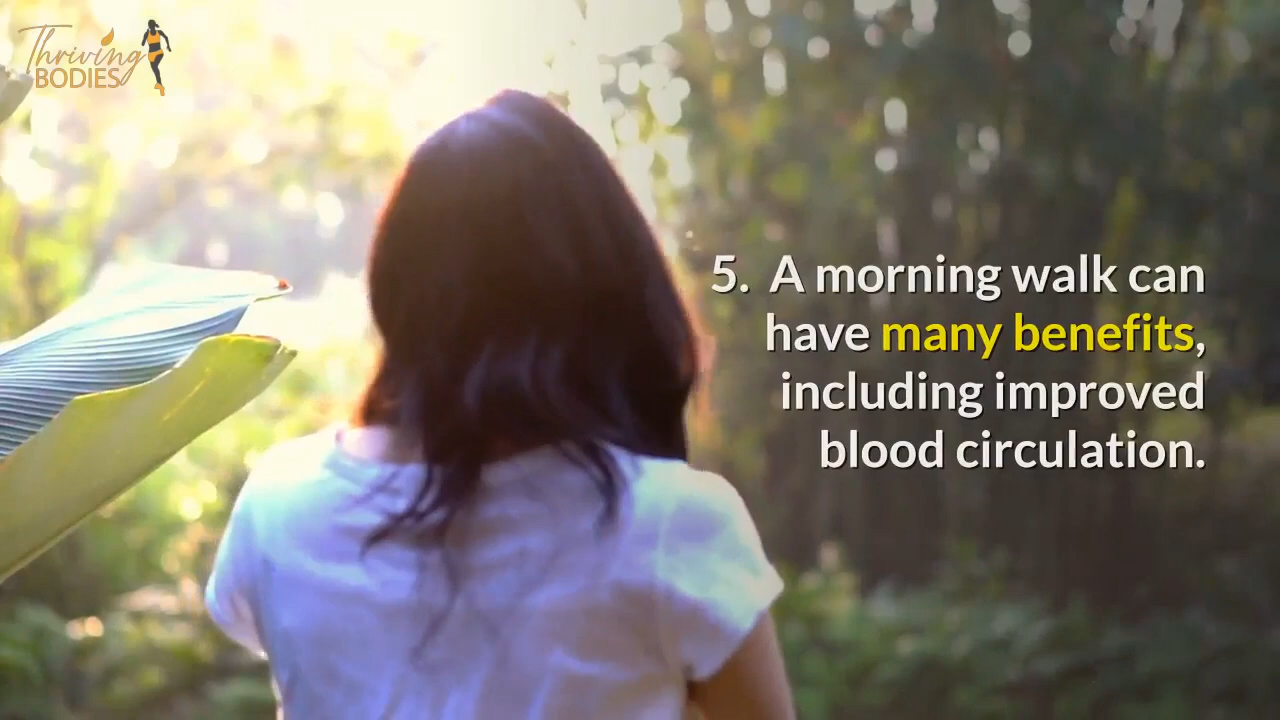 Thriving
BODIES
5. A morning walk can
have many benefits,
including improved
blood circulation.